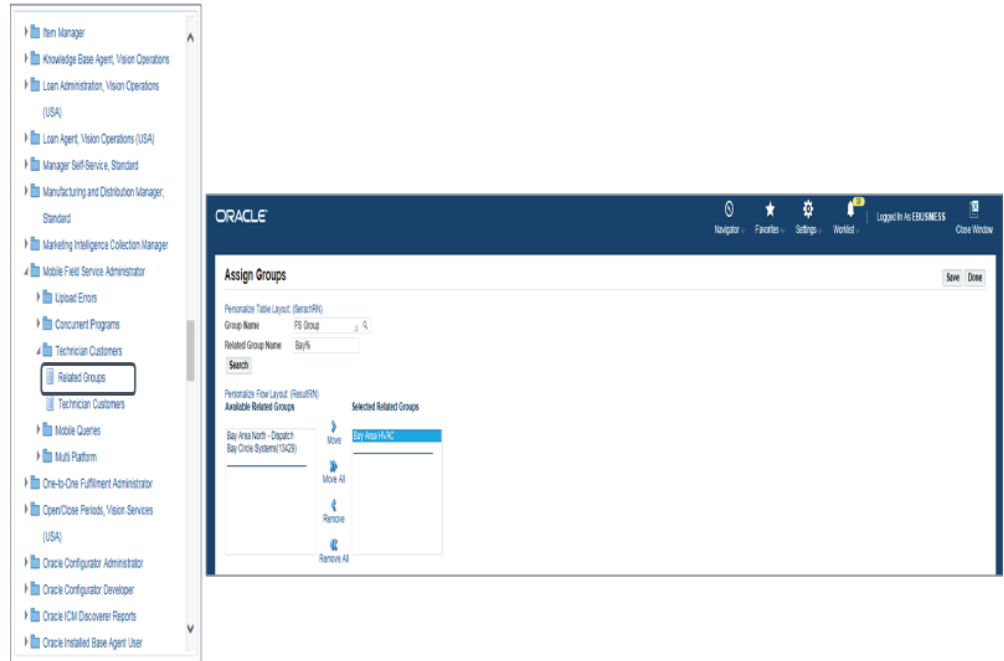 Item Manager
Knowledge Base Agent, Vision Operations
Loan Administration, Vision Operations
(USA)
Loan Agent, Vision Operations (USA)
Manager Self-Service, Standard
Manufacturing and Distribution Manager,
Standard
Marketing Intelligence Collection Manager
Mobile Field Service Administrator
Upload Errors
Concurrent Programs
Technician Customers
Related Groups
Technician Customers
Mobile Queries
Multi Platform
One-to-One Fulfillment Administrator
Open/Close Periods, Vision Services
(USA)
Oracle Configurator Administrator
Oracle Configurator Developer
Oracle ICM Discoverer Reports
Oracle Installed Base Agent User
ORACLE
Navigator Favorites Settings Worklist Logged In As EBUSINESS Close Window
Assign Groups
Save Done
Personalize Table Layout: (SerachRN)
Group Name FS Group
Related Group Name Bay%
Search
Personalize Flow Layout: (ResultRN)
Available Related Groups Selected Related Groups
Bay Area North - Dispatch
Bay Circle Systems(13429)
Move
Bay Area HVAC
Move All
Remove
Remove All